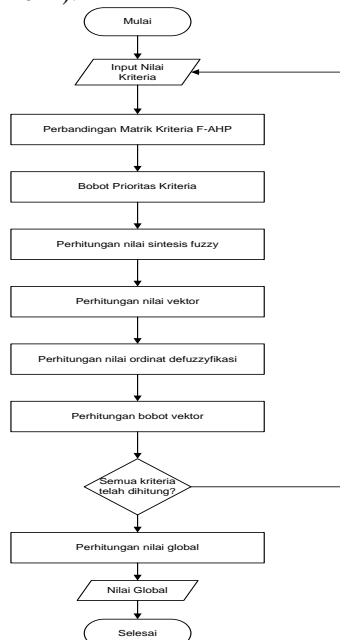 Mulai
Input Nilai
Kriteria
Perbandingan Matrik Kriteria F-AHP
Bobot Prioritas Kriteria
Perhitungan nilai sintesis fuzzy
Perhitungan nilai vektor
Perhitungan nilai ordinat defuzzyfikasi
Perhitungan bobot vektor
Semua kriteria
telah dihitung?
Perhitungan nilai global
Nilai Global
Selesai